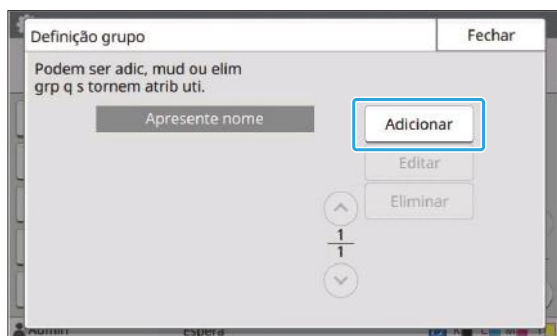 Definição grupo
Fechar
Podem ser adic, mud ou elim
grp q s tornem atrib uti.
Apresente nome
Adicionar
Editar
Eliminar
1
1
Admin
Espera